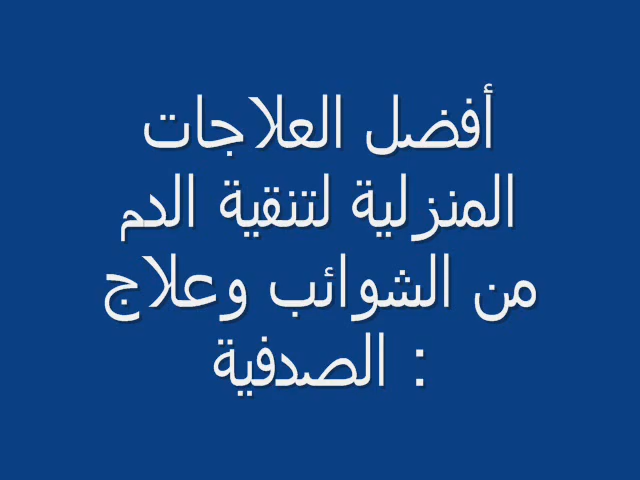 أفضل العلاجات
المنزلية لتنقية الدم
من الشوائب وعلاج
: الصدفية